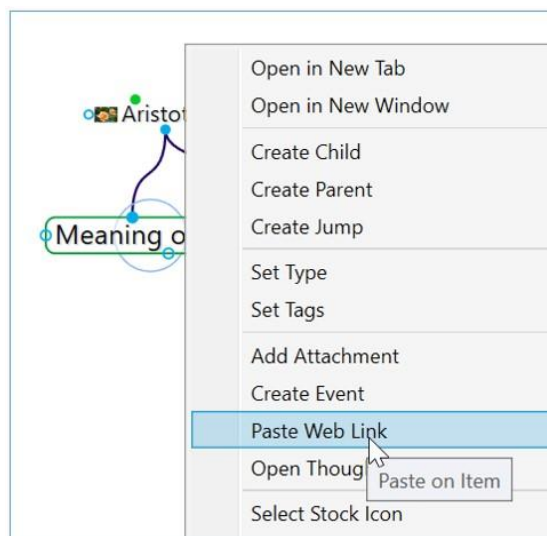 Open in New Tab
Aristot
Open in New Window
Create Child
Create Parent
Create Jump
Meaning o
Set Type
Set Tags
Add Attachment
Create Event
Paste Web Link
Open Though
Paste on Item
Select Stock Icon